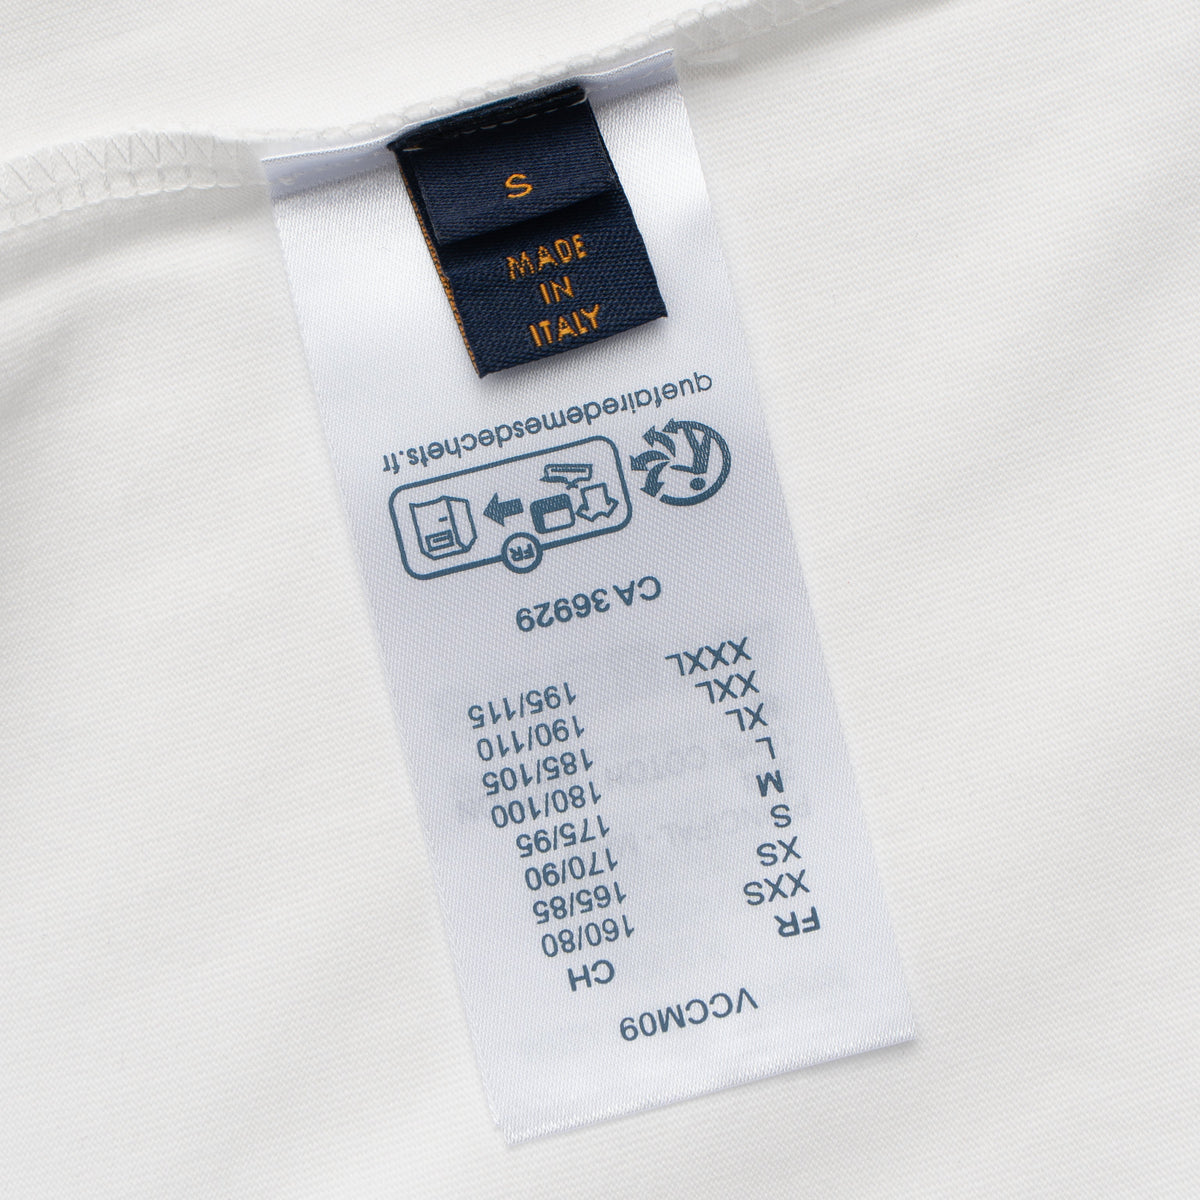 S
MADE
IN
ITALY
VCCM09
FR CH
XXS 160/80
XS 165/85
S 170/90
M 175/95
L 180/100
XL 185/105
XXL 190/110
XXXL 195/115
CA 36929
FR
quefairedemesdechets.fr